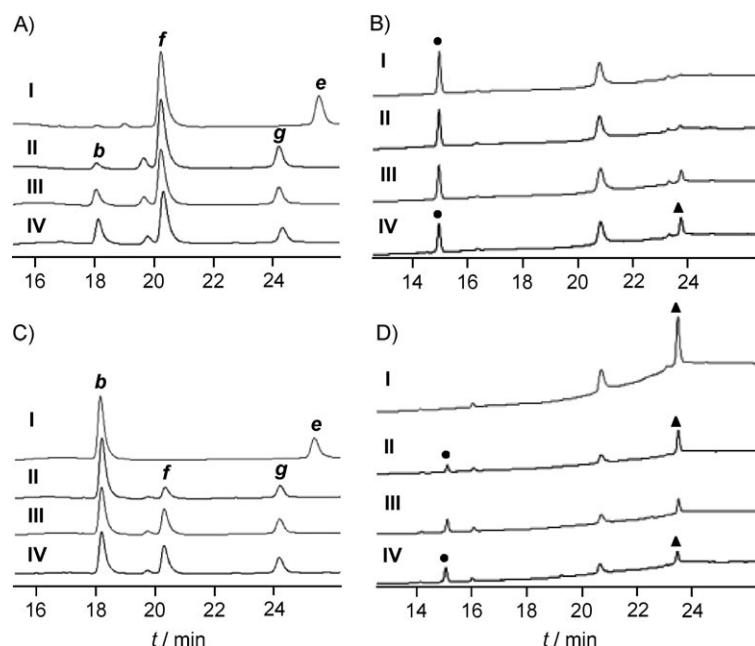 A)
f
e
I
II
b
g
III
IV
16 18 20 22 24
B)
I
II
III
IV
14 16 18 20 22 24
C)
b
e
I
f
g
II
III
IV
16 18 20 22 24
t / min
D)
I
II
III
IV
14 16 18 20 22 24
t / min